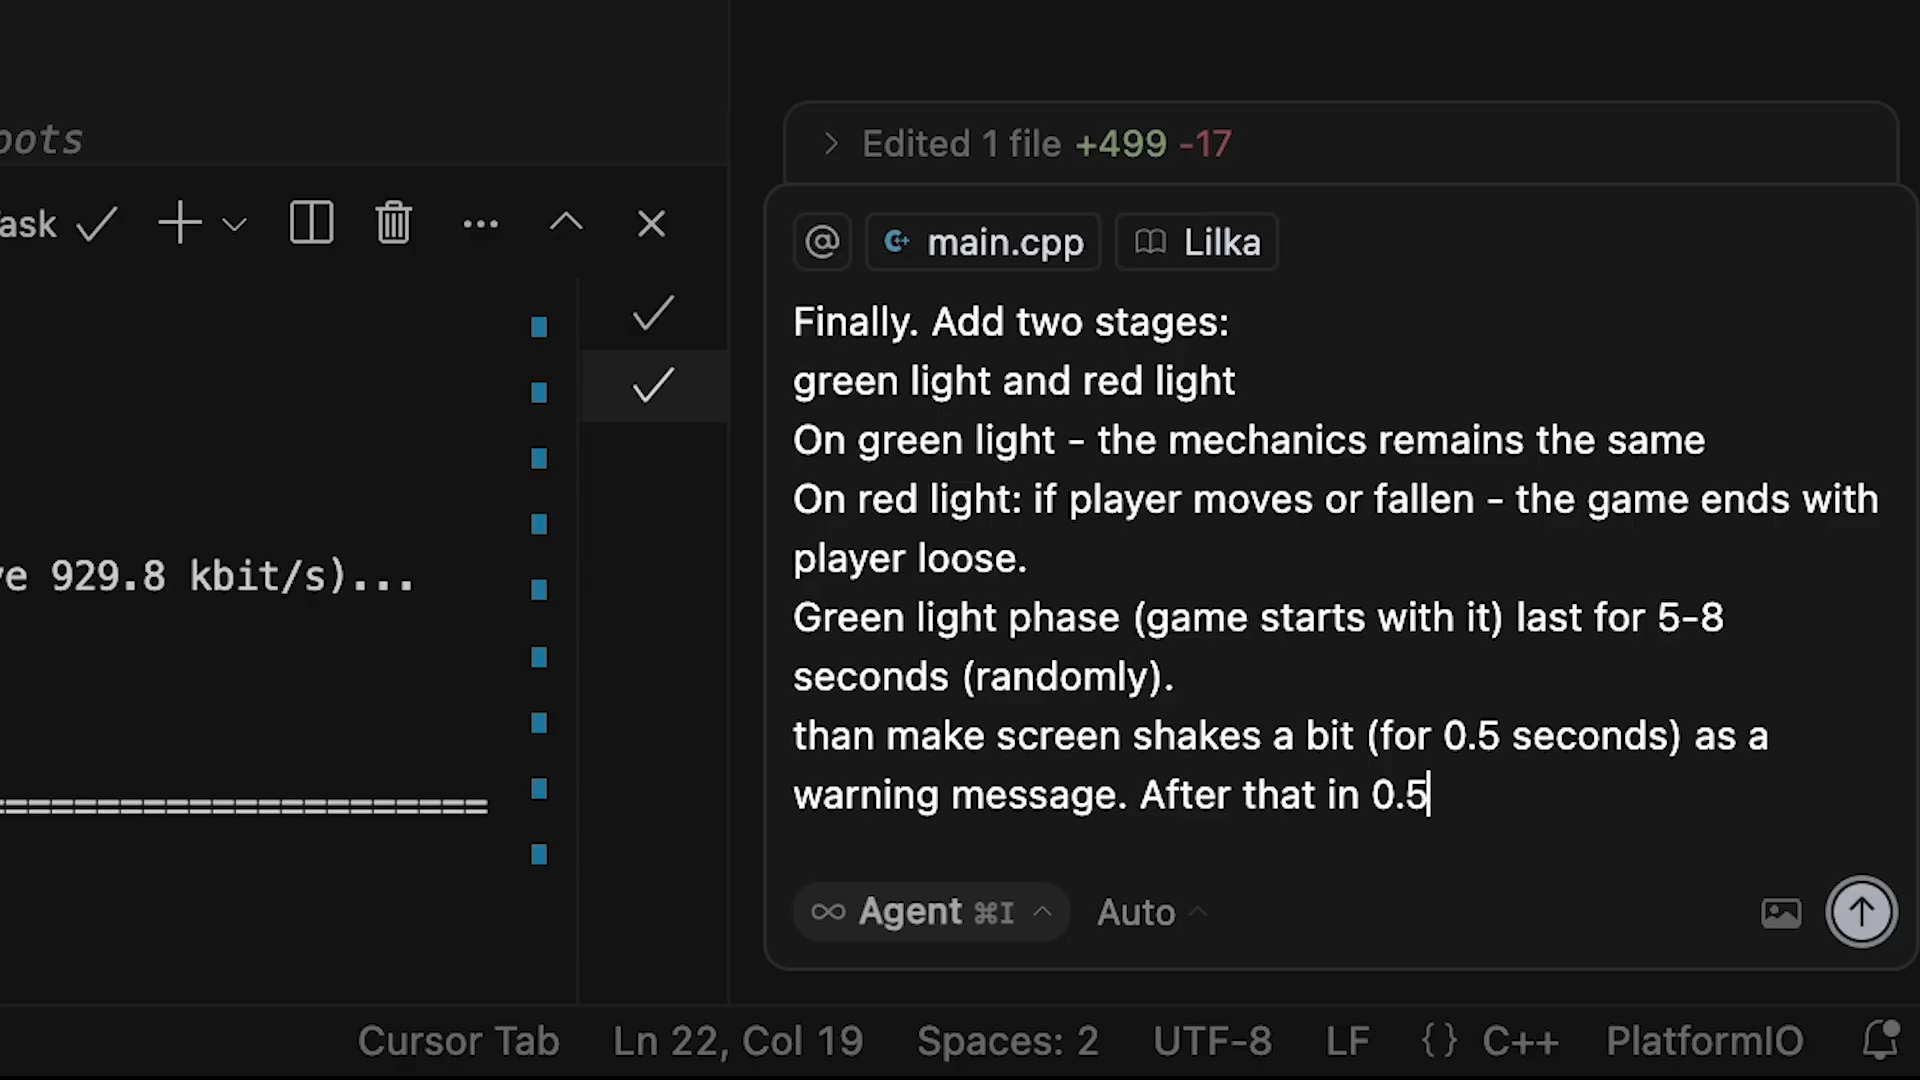 Edited 1 file +499 -17
@ main.cpp Lilka
Finally. Add two stages:
green light and red light
On green light - the mechanics remains the same
On red light: if player moves or fallen - the game ends with
player loose.
Green light phase (game starts with it) last for 5-8
seconds (randomly).
than make screen shakes a bit (for 0.5 seconds) as a
warning message. After that in 0.5
Agent ⌘I Auto
929.8 kbit/s)...
=====================
Cursor Tab Ln 22, Col 19 Spaces: 2 UTF-8 LF {} C++ PlatformIO